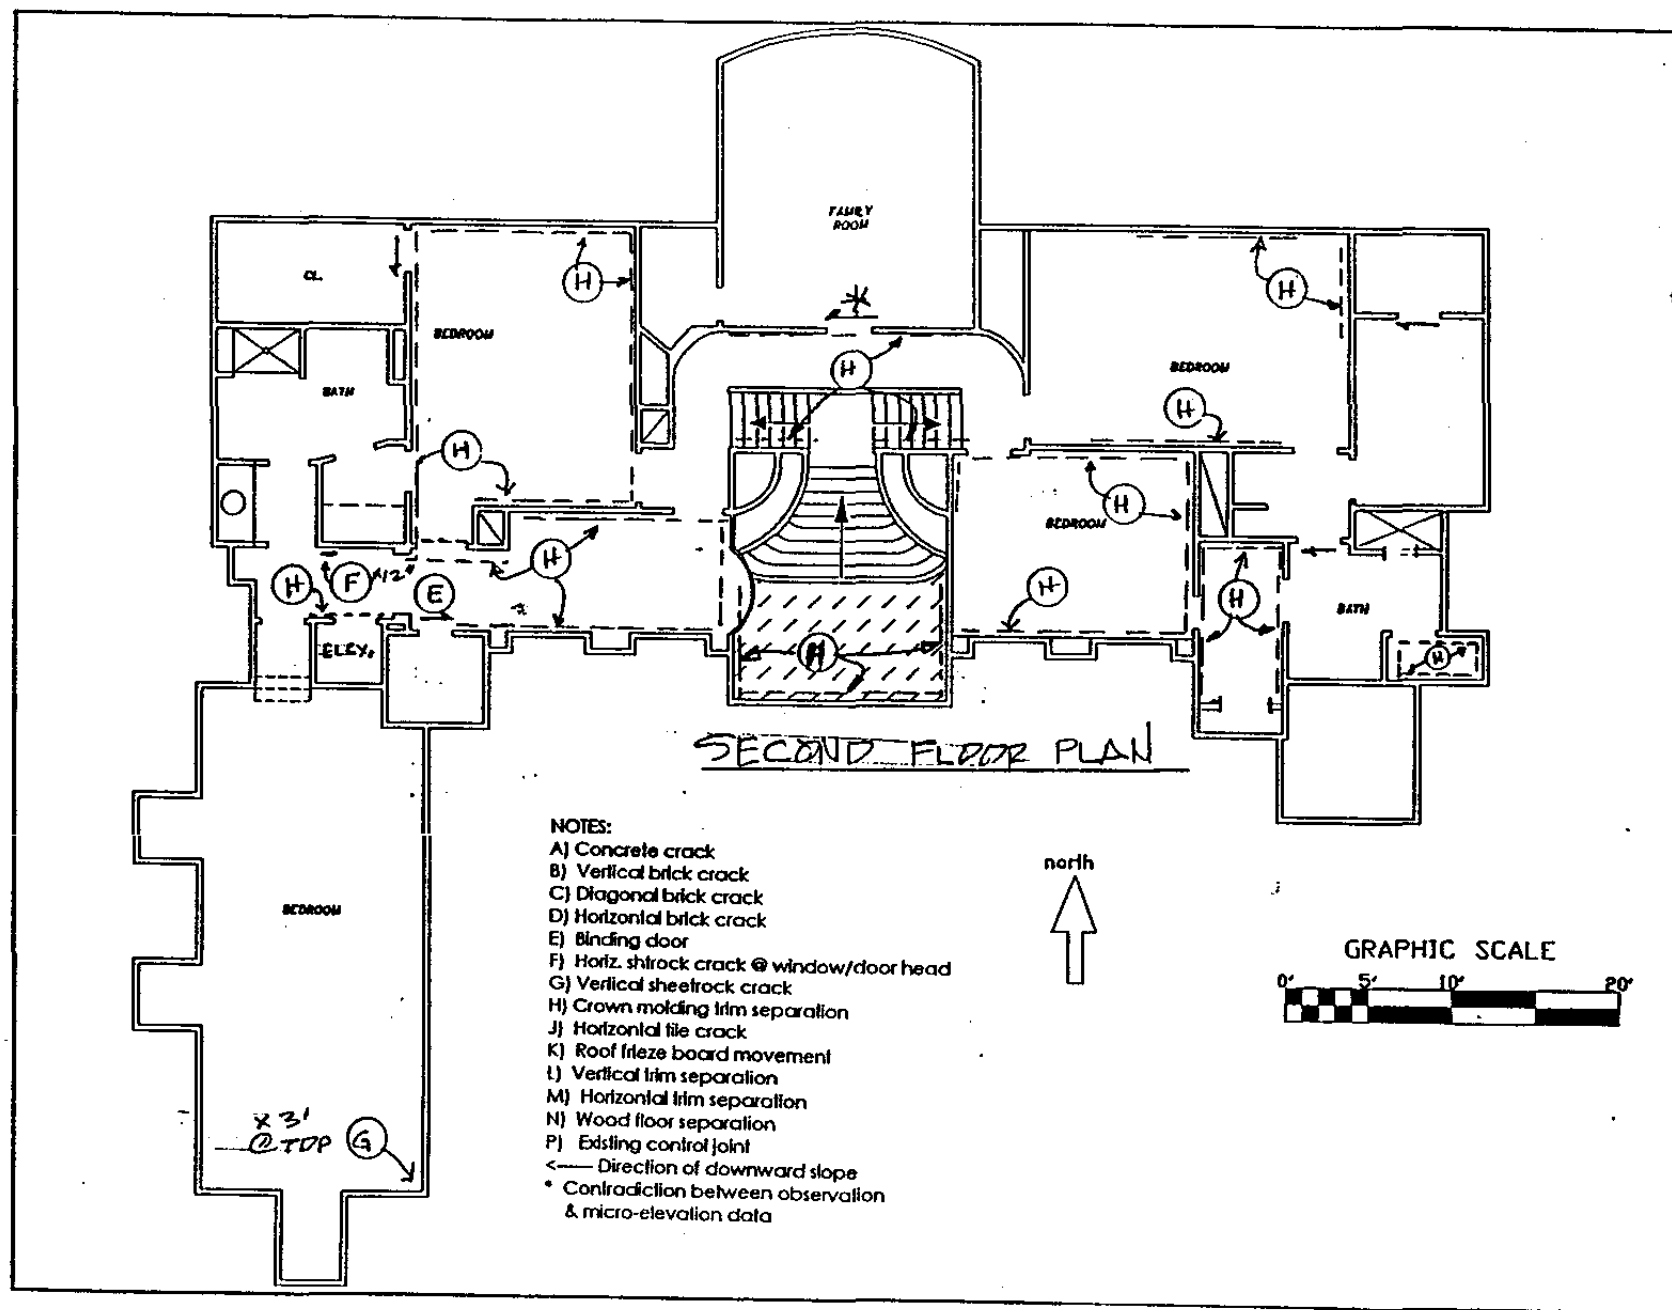 FAMILY
ROOM
CL.
H
BEDROOM
H
H
BEDROOM
BATH
H
H
H
H
BEDROOM
H
H
H
F
x12"
E
H
H
BATH
ELEV.
H
H
SECOND FLOOR PLAN
NOTES:
A) Concrete crack
B) Vertical brick crack
C) Diagonal brick crack
D) Horizontal brick crack
E) Binding door
F) Horiz. shtrock crack @ window/door head
G) Vertical sheetrock crack
H) Crown molding trim separation
J) Horizontal tile crack
K) Roof frieze board movement
L) Vertical trim separation
M) Horizontal trim separation
N) Wood floor separation
P) Existing control joint
<—— Direction of downward slope
* Contradiction between observation
& micro-elevation data
north
GRAPHIC SCALE
0' 5' 10' 20'
BEDROOM
x 3'
@ TOP
G